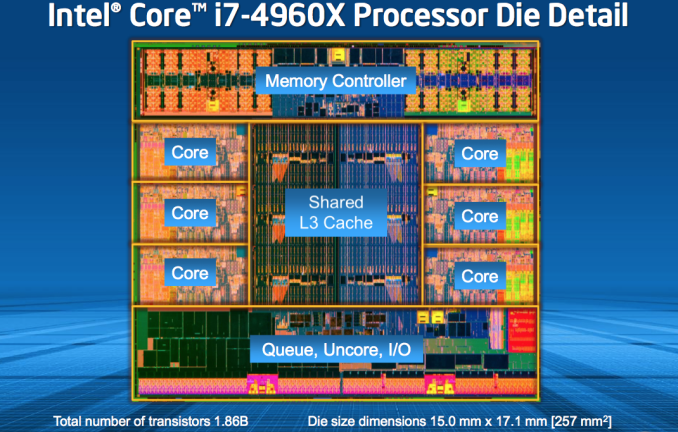 Intel® Core™ i7-4960X Processor Die Detail
Memory Controller
Core
Core
Shared
L3 Cache
Core
Core
Core
Core
Queue, Uncore, I/O
Total number of transistors 1.86B
Die size dimensions 15.0 mm x 17.1 mm [257 mm²]